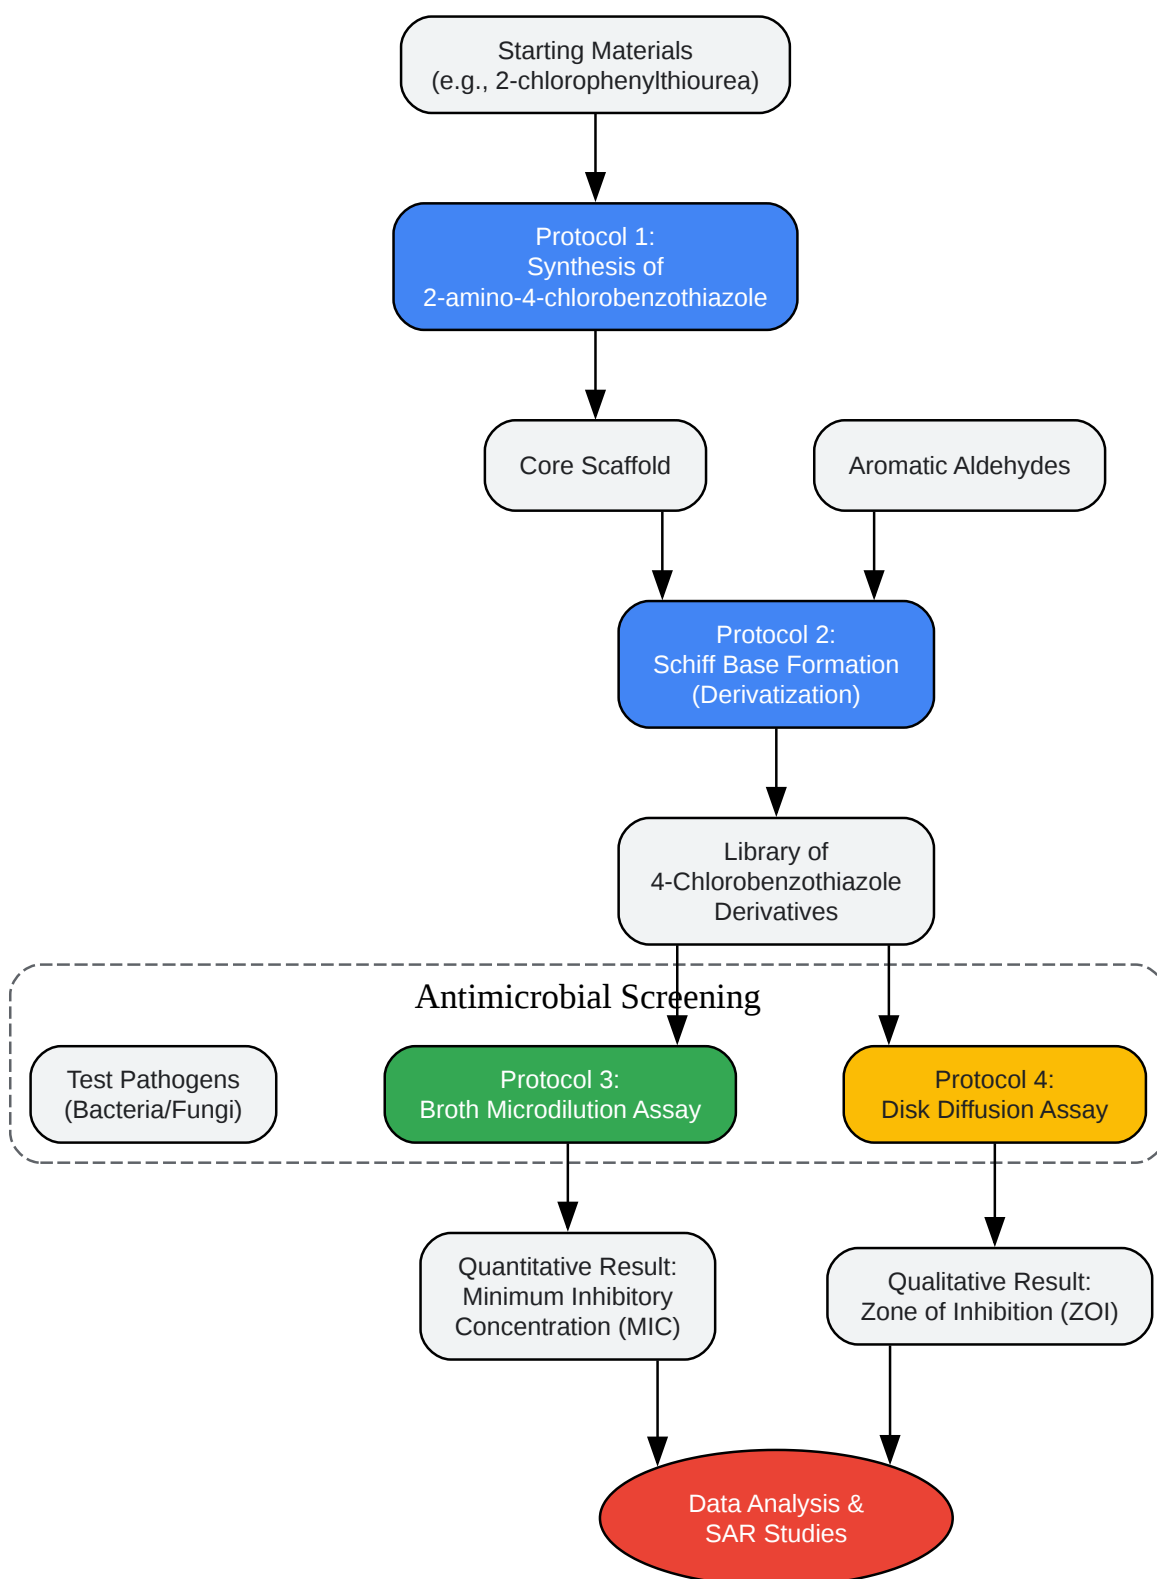 Starting Materials
(e.g., 2-chlorophenylthiourea)
Protocol 1:
Synthesis of
2-amino-4-chlorobenzothiazole
Core Scaffold
Aromatic Aldehydes
Protocol 2:
Schiff Base Formation
(Derivatization)
Library of
4-Chlorobenzothiazole
Derivatives
Antimicrobial Screening
Test Pathogens
(Bacteria/Fungi)
Protocol 3:
Broth Microdilution Assay
Protocol 4:
Disk Diffusion Assay
Quantitative Result:
Minimum Inhibitory
Concentration (MIC)
Qualitative Result:
Zone of Inhibition (ZOI)
Data Analysis &
SAR Studies